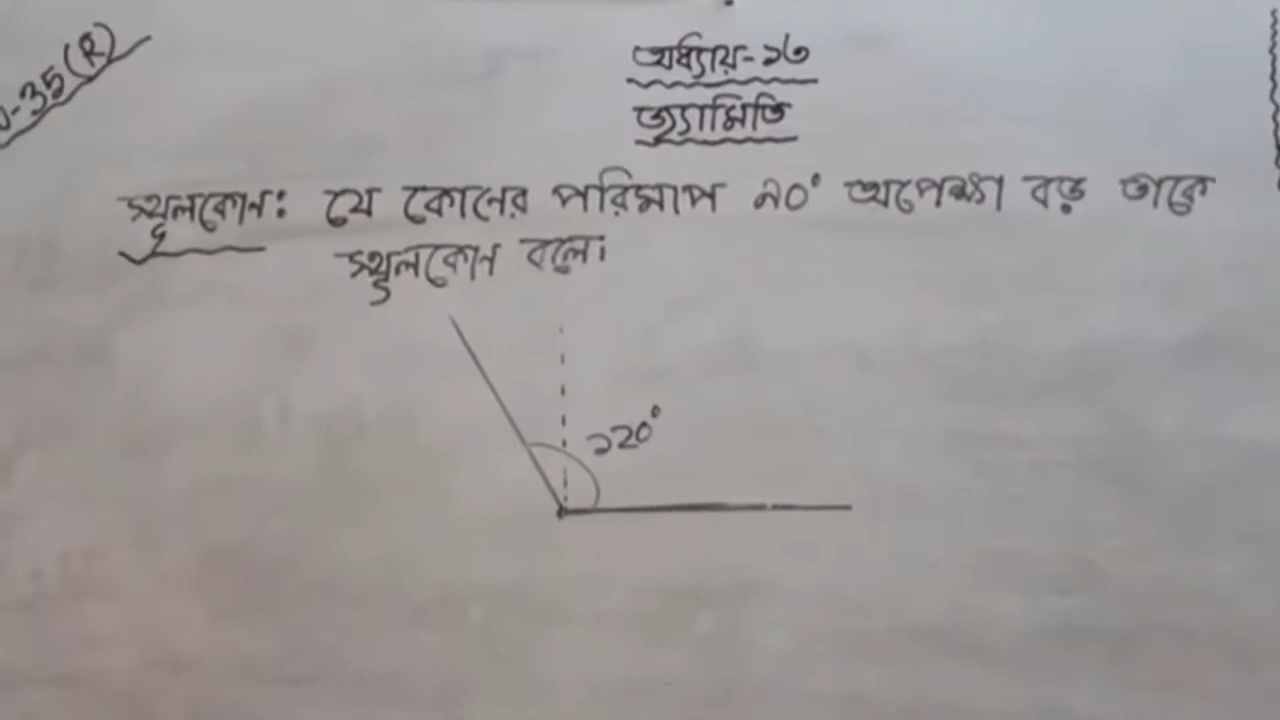 -35(R)
অধ্যায়-১৩
জ্যামিতি
স্থূলকোণ: যে কোণের পরিমাপ ৯০° অপেক্ষা বড় তাকে
স্থূলকোণ বলে।
১২০°